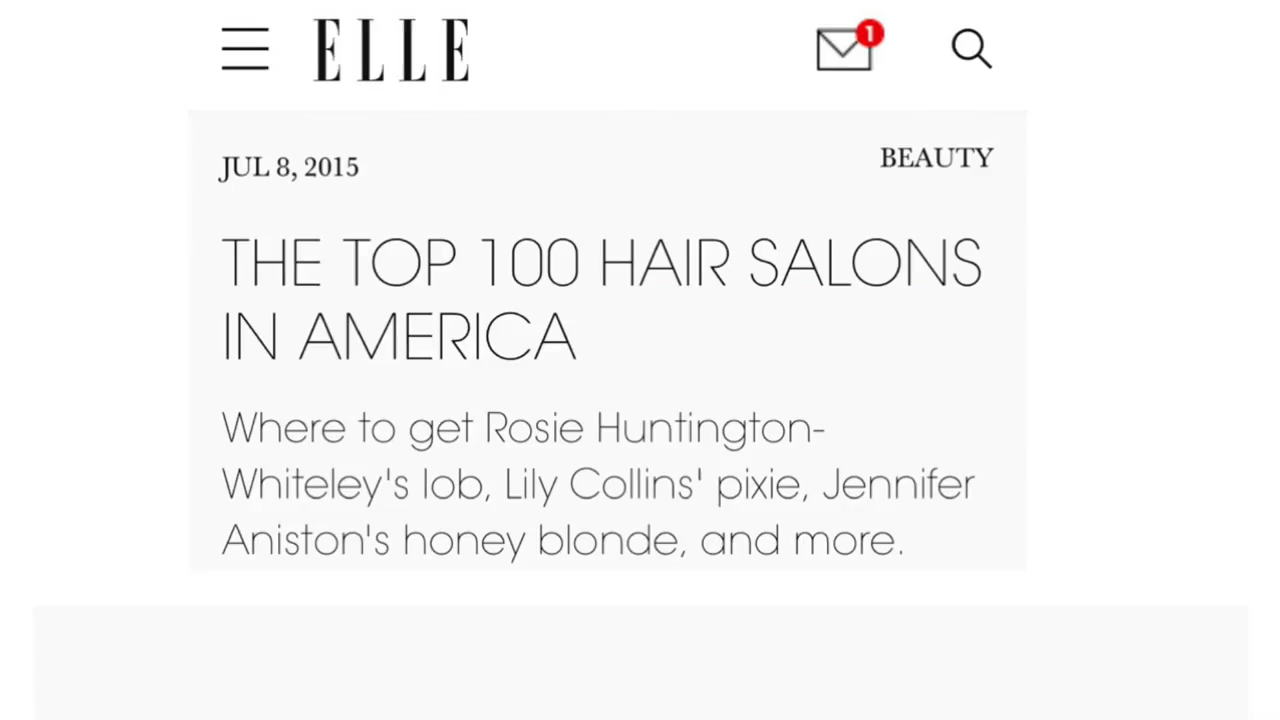 ELLE
1
JUL 8, 2015
BEAUTY
THE TOP 100 HAIR SALONS
IN AMERICA
Where to get Rosie Huntington-
Whiteley's lob, Lily Collins' pixie, Jennifer
Aniston's honey blonde, and more.